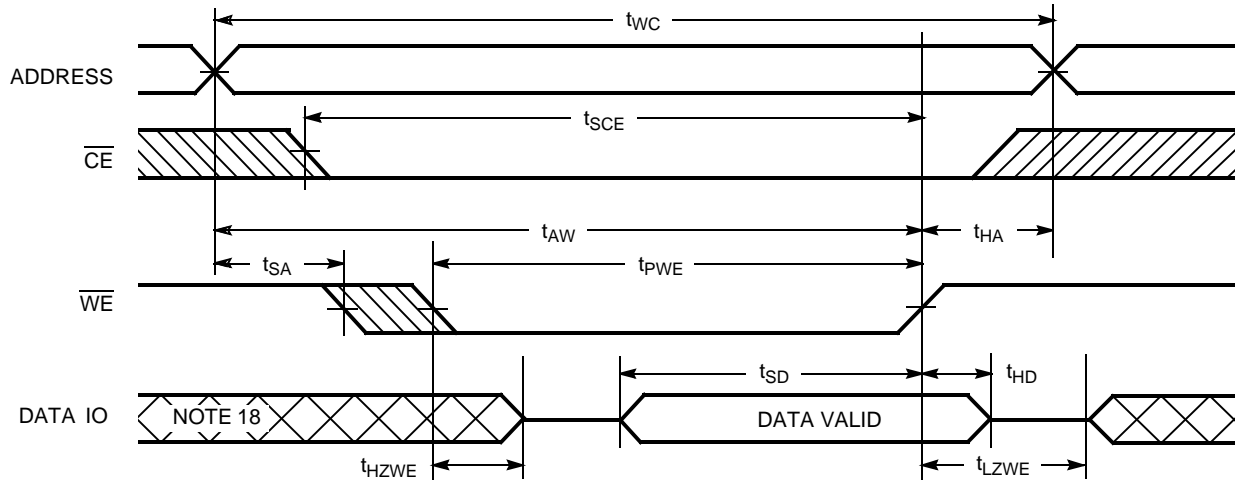 tWC
ADDRESS
tSCE
CE
tAW
tHA
tSA
tPWE
WE
tSD
tHD
DATA IO
NOTE 18
DATA VALID
tHZWE
tLZWE